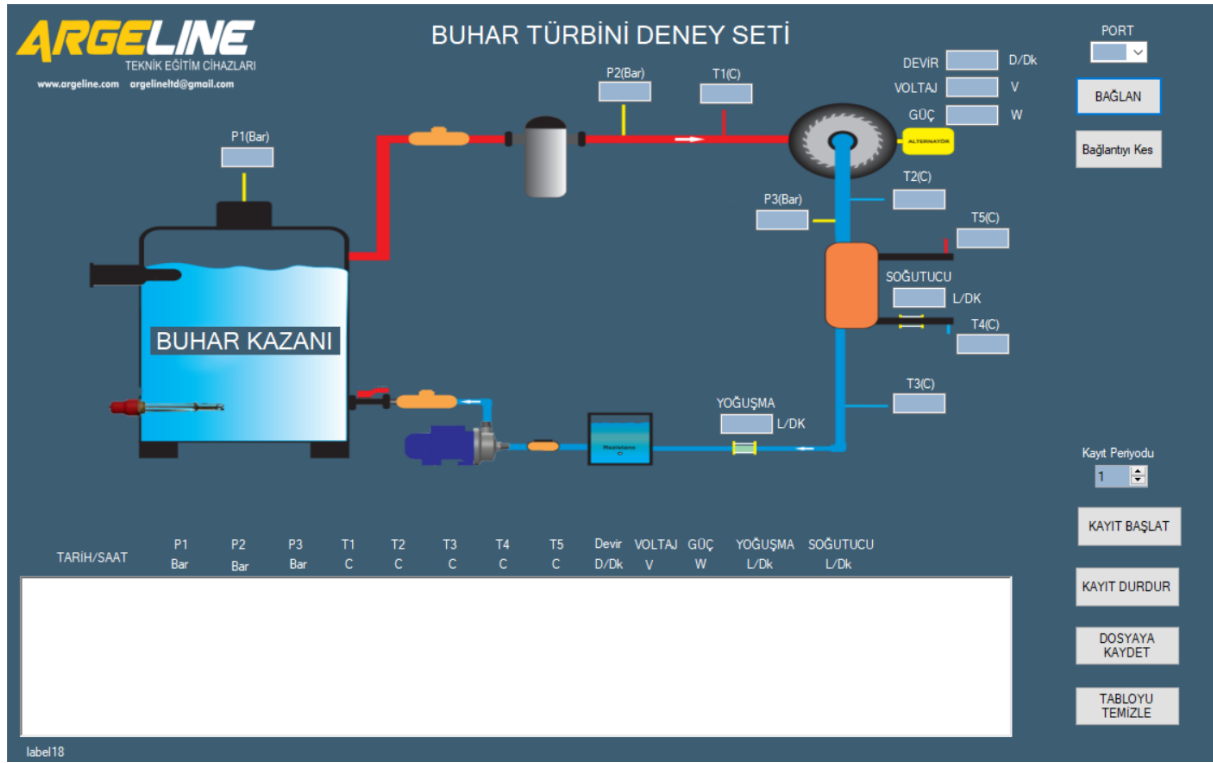 ARGELINE
TEKNİK EĞİTİM CİHAZLARI
www.argeline.com argelineltd@gmail.com
BUHAR TÜRBİNİ DENEY SETİ
PORT
BAĞLAN
Bağlantıyı Kes
DEVİR D/Dk
VOLTAJ V
GÜÇ W
P2(Bar)
T1(C)
P1(Bar)
ALTERNATÖR
T2(C)
P3(Bar)
T5(C)
SOĞUTUCU
L/DK
T4(C)
BUHAR KAZANI
T3(C)
YOĞUŞMA
L/DK
Kayıt Periyodu
1
KAYIT BAŞLAT
KAYIT DURDUR
DOSYAYA
KAYDET
TABLOYU
TEMİZLE
TARİH/SAAT P1 P2 P3 T1 T2 T3 T4 T5 Devir VOLTAJ GÜÇ YOĞUŞMA SOĞUTUCU
Bar Bar Bar C C C C C D/Dk V W L/Dk L/Dk
label18